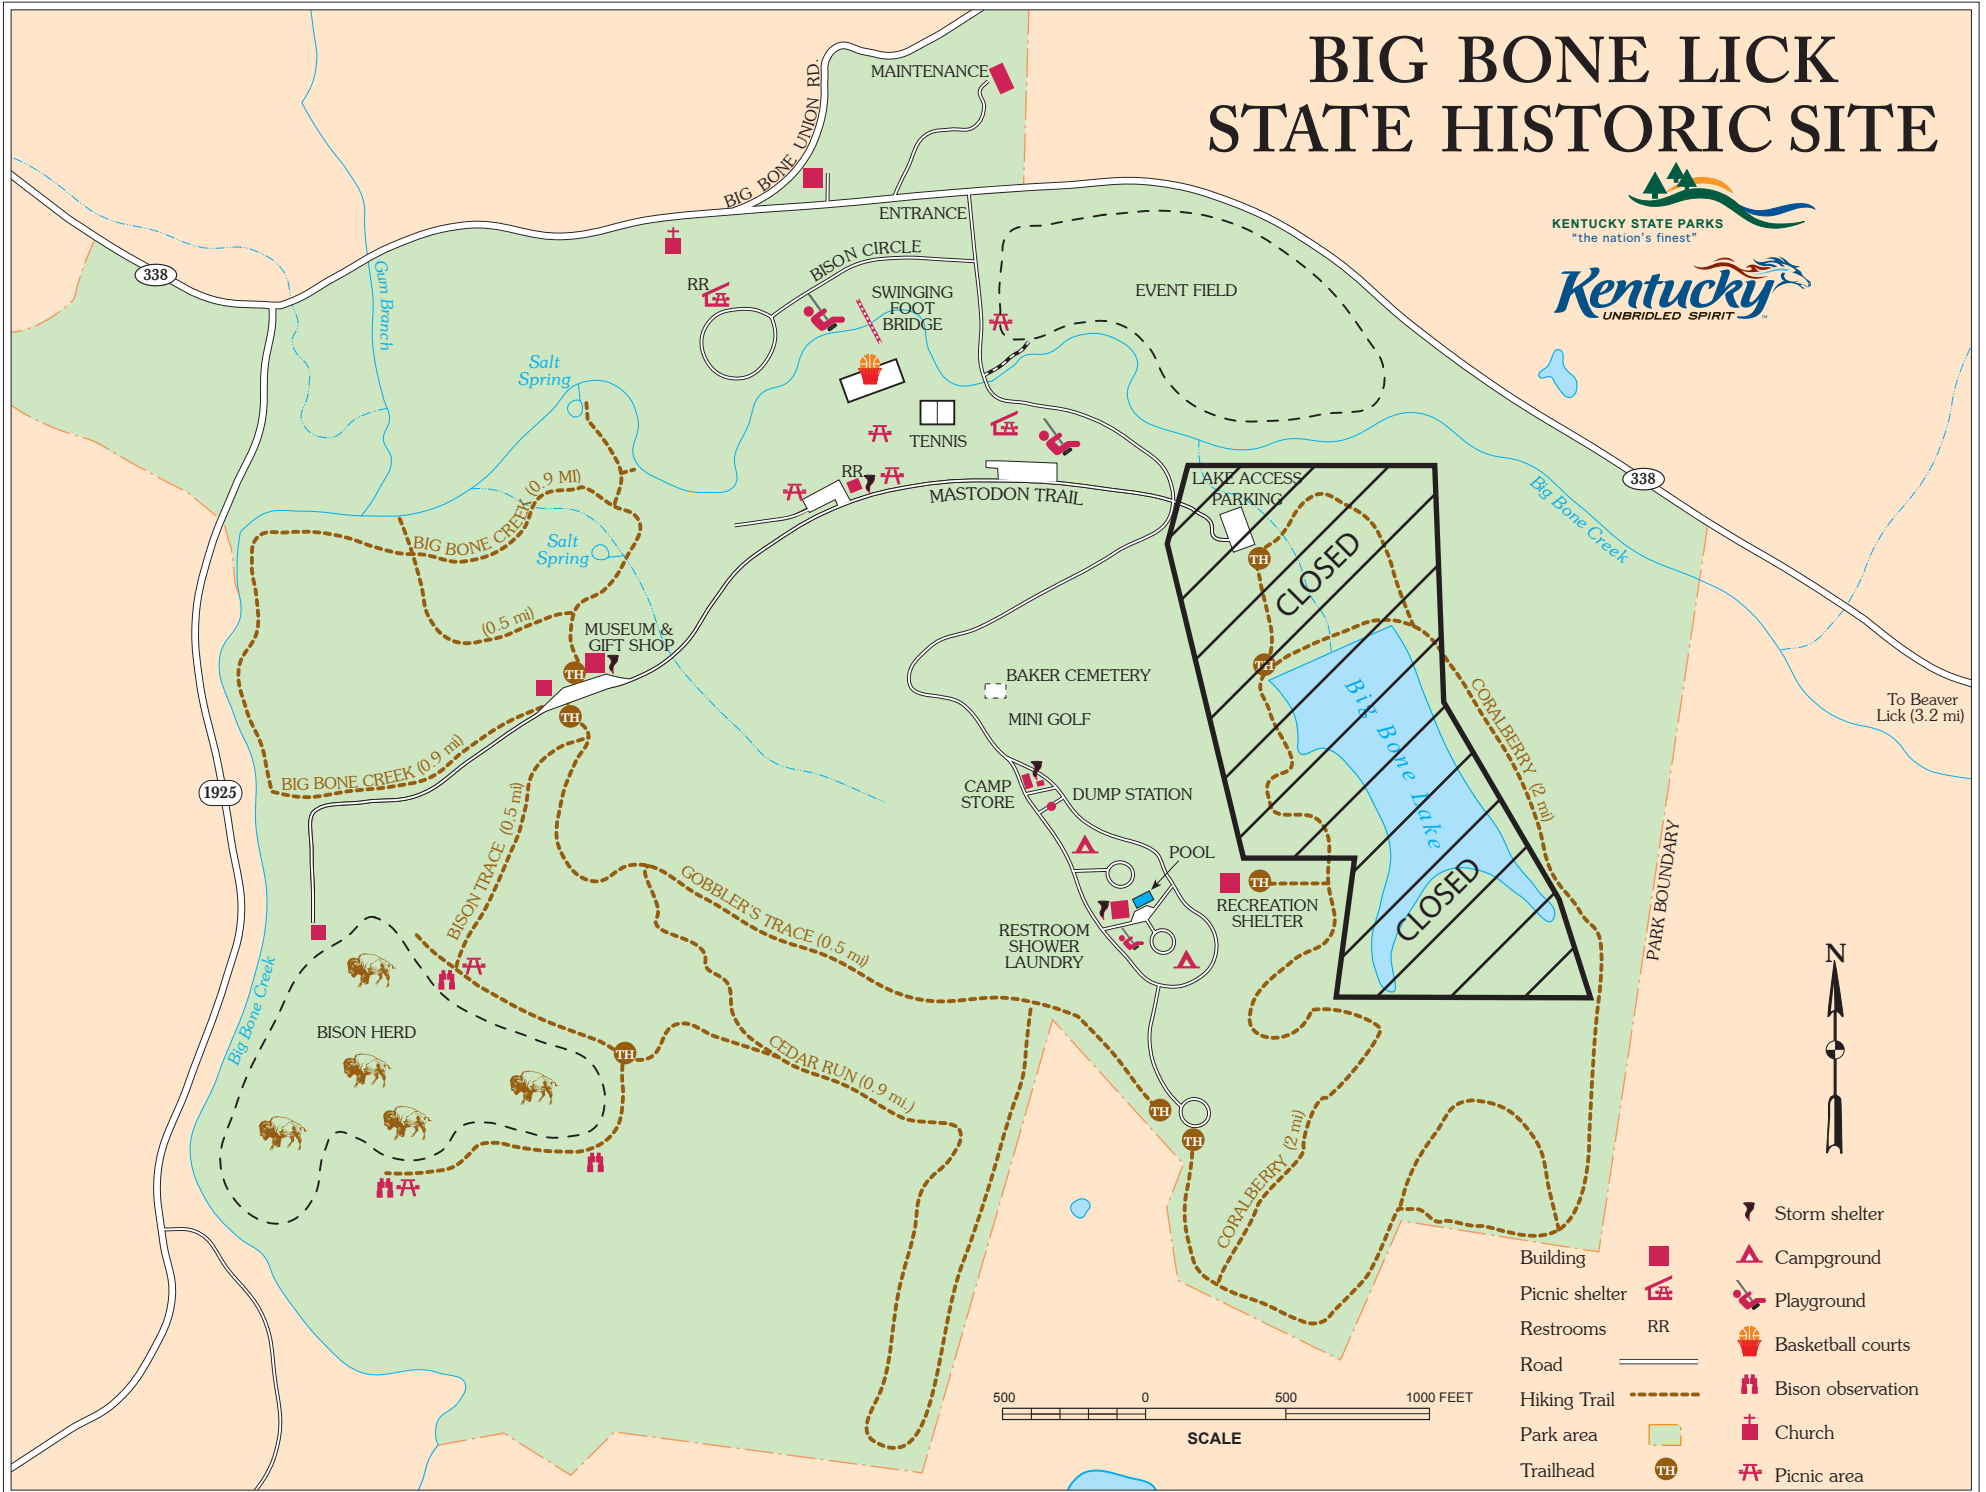 BIG BONE LICK
STATE HISTORIC SITE
KENTUCKY STATE PARKS
"the nation's finest"
Kentucky
UNBRIDLED SPIRIT
TM
MAINTENANCE
BIG BONE UNION RD.
ENTRANCE
BISON CIRCLE
RR
SWINGING
FOOT
BRIDGE
EVENT FIELD
338
Gum Branch
Salt
Spring
TENNIS
RR
MASTODON TRAIL
LAKE ACCESS
PARKING
338
Big Bone Creek
BIG BONE CREEK (0.9 MI)
Salt
Spring
TH
CLOSED
(0.5 mi)
MUSEUM &
GIFT SHOP
TH
TH
TH
BAKER CEMETERY
MINI GOLF
Big Bone Lake
CORALBERRY (2 mi)
To Beaver
Lick (3.2 mi)
BIG BONE CREEK (0.9 mi)
1925
CAMP
STORE
DUMP STATION
BISON TRACE (0.5 mi)
POOL
GOBBLER'S TRACE (0.5 mi)
TH
RECREATION
SHELTER
CLOSED
PARK BOUNDARY
RESTROOM
SHOWER
LAUNDRY
N
Big Bone Creek
BISON HERD
TH
CEDAR RUN (0.9 mi.)
TH
TH
CORALBERRY (2 mi)
Storm shelter
Building
Campground
Picnic shelter
Playground
Restrooms
RR
Basketball courts
Road
Bison observation
Hiking Trail
Church
Park area
Picnic area
Trailhead
TH
500
0
500
1000 FEET
SCALE